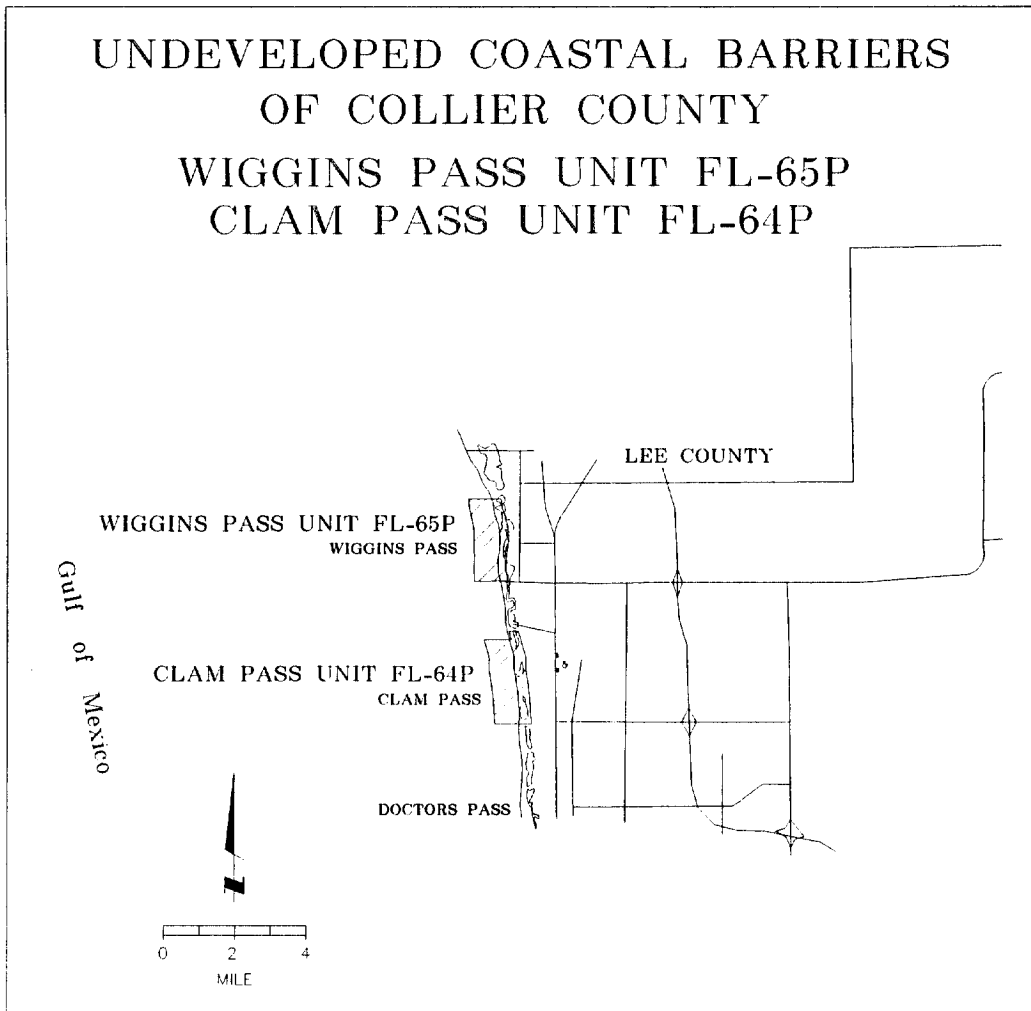 UNDEVELOPED COASTAL BARRIERS
OF COLLIER COUNTY
WIGGINS PASS UNIT FL-65P
CLAM PASS UNIT FL-64P
LEE COUNTY
WIGGINS PASS UNIT FL-65P
WIGGINS PASS
Gulf of Mexico
CLAM PASS UNIT FL-64P
CLAM PASS
DOCTORS PASS
N
0 2 4
MILE